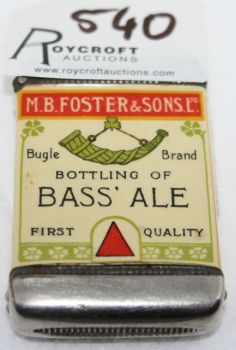 540
ROYCROFT
AUCTIONS
www.roycroftauctions.com
M.B. FOSTER & SONS. LTD
Bugle Brand
BOTTLING OF
BASS' ALE
FIRST QUALITY